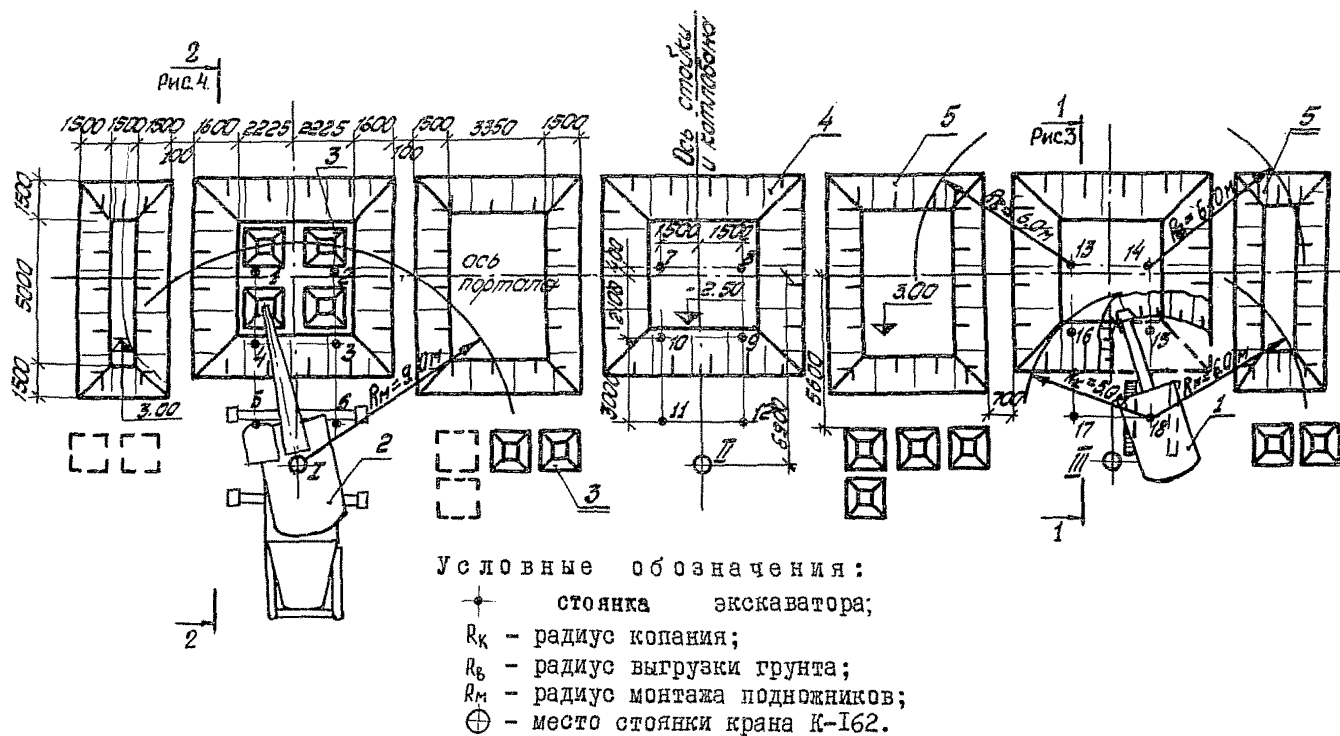 2
Рис.4.
1500 1500 1500 1600 2225 2225 1600 1500 3350 1500
100
100
3
Ось стойки
и котлована
4
5
1
Рис3
5
1500
5000
1500
1
2
4
3
5
6
ось
портала
Rм=9,0м
I
2
3.00
3
1500 1500
400
7
8
2100
2.50
10
9
3000
11
12
II
6900
3.00
5600
Rв=6,0м
13
14
Rв=6,0м
16
15
Rк=5,0м
R=6,0м
700
17
18
1
III
1
2
Условные обозначения:
стоянка экскаватора;
Rк - радиус копания;
Rв - радиус выгрузки грунта;
Rм - радиус монтажа подножников;
- место стоянки крана К-162.